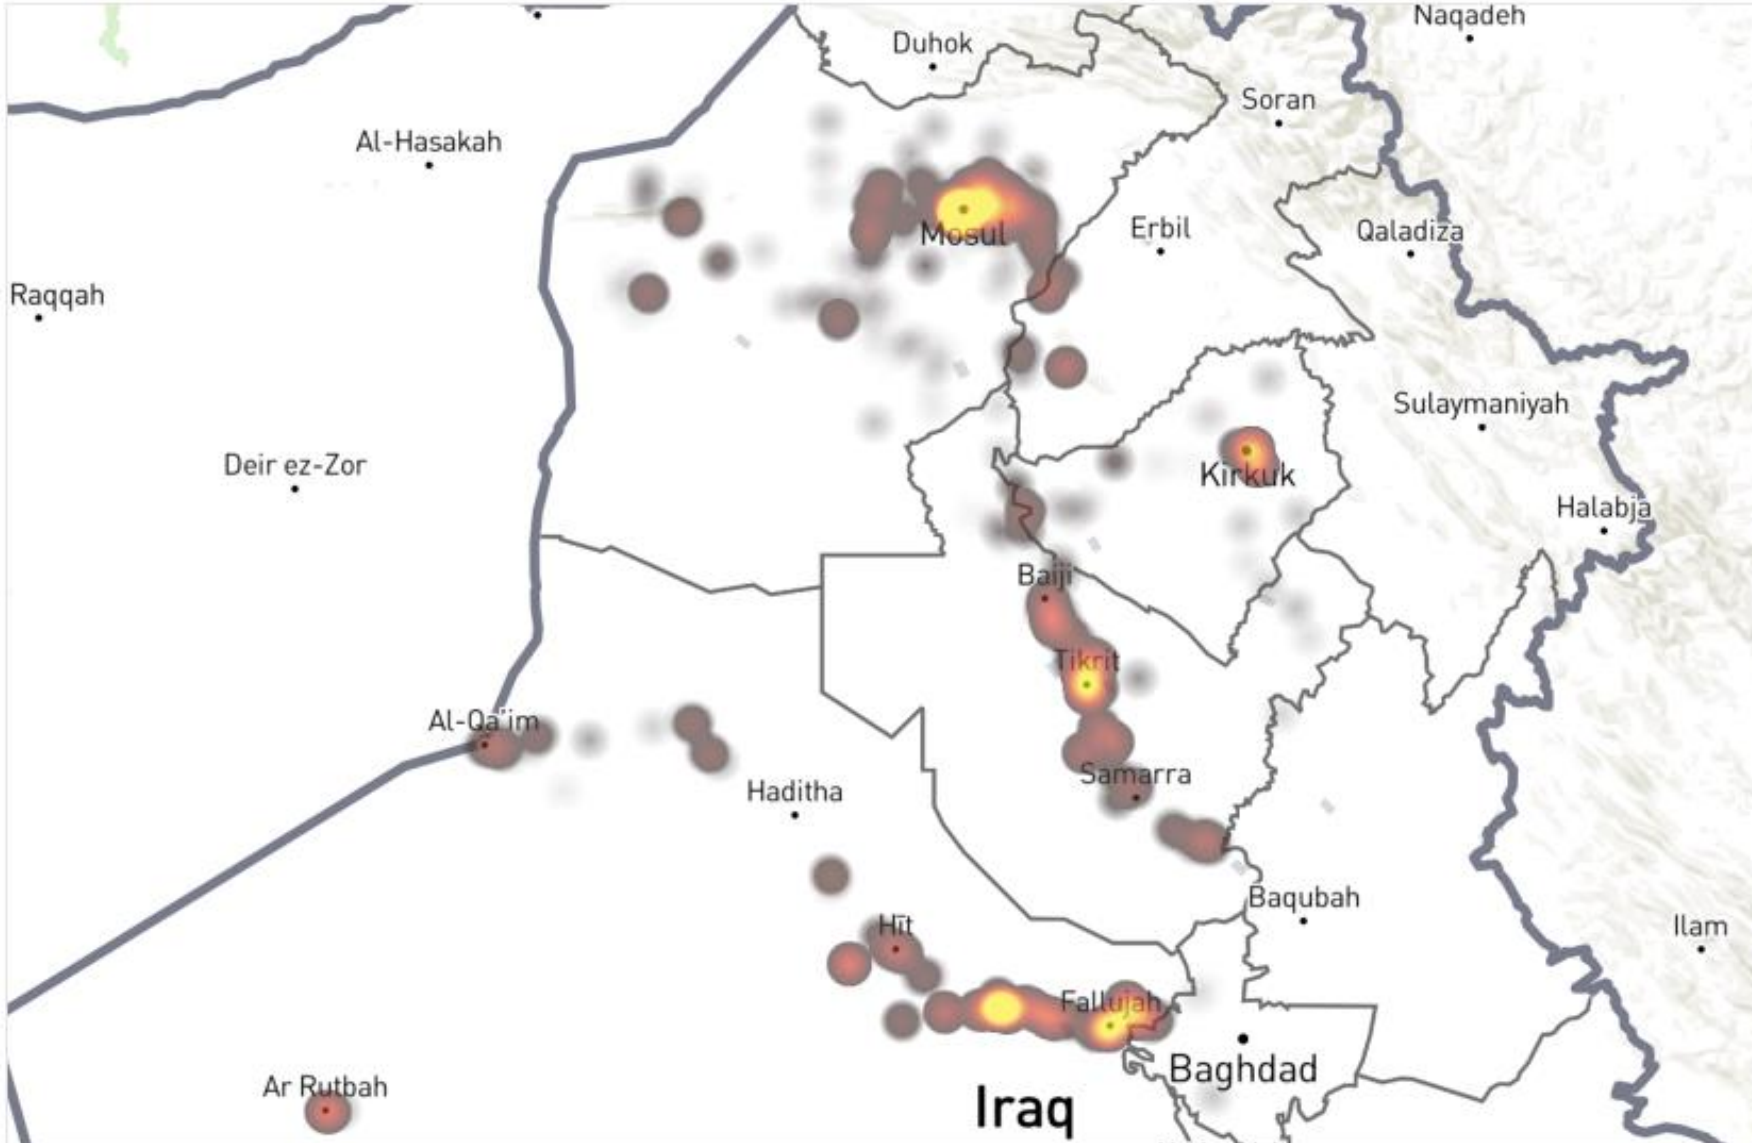 Naqadeh
Duhok
Soran
Al-Hasakah
Erbil
Qaladiza
Mosul
Raqqah
Sulaymaniyah
Deir ez-Zor
Kirkuk
Halabja
Baiji
Tikrit
Al-Qa'im
Samarra
Haditha
Baqubah
Hīt
Ilam
Fallujah
Baghdad
Ar Rutbah
Iraq